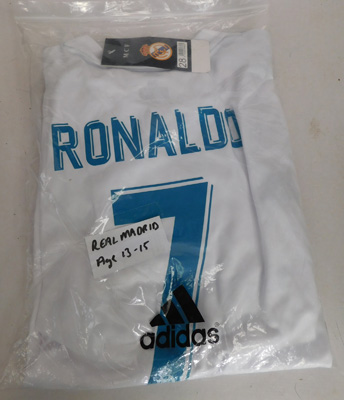 RONALDO
7
REAL MADRID
Age 13-15
adidas